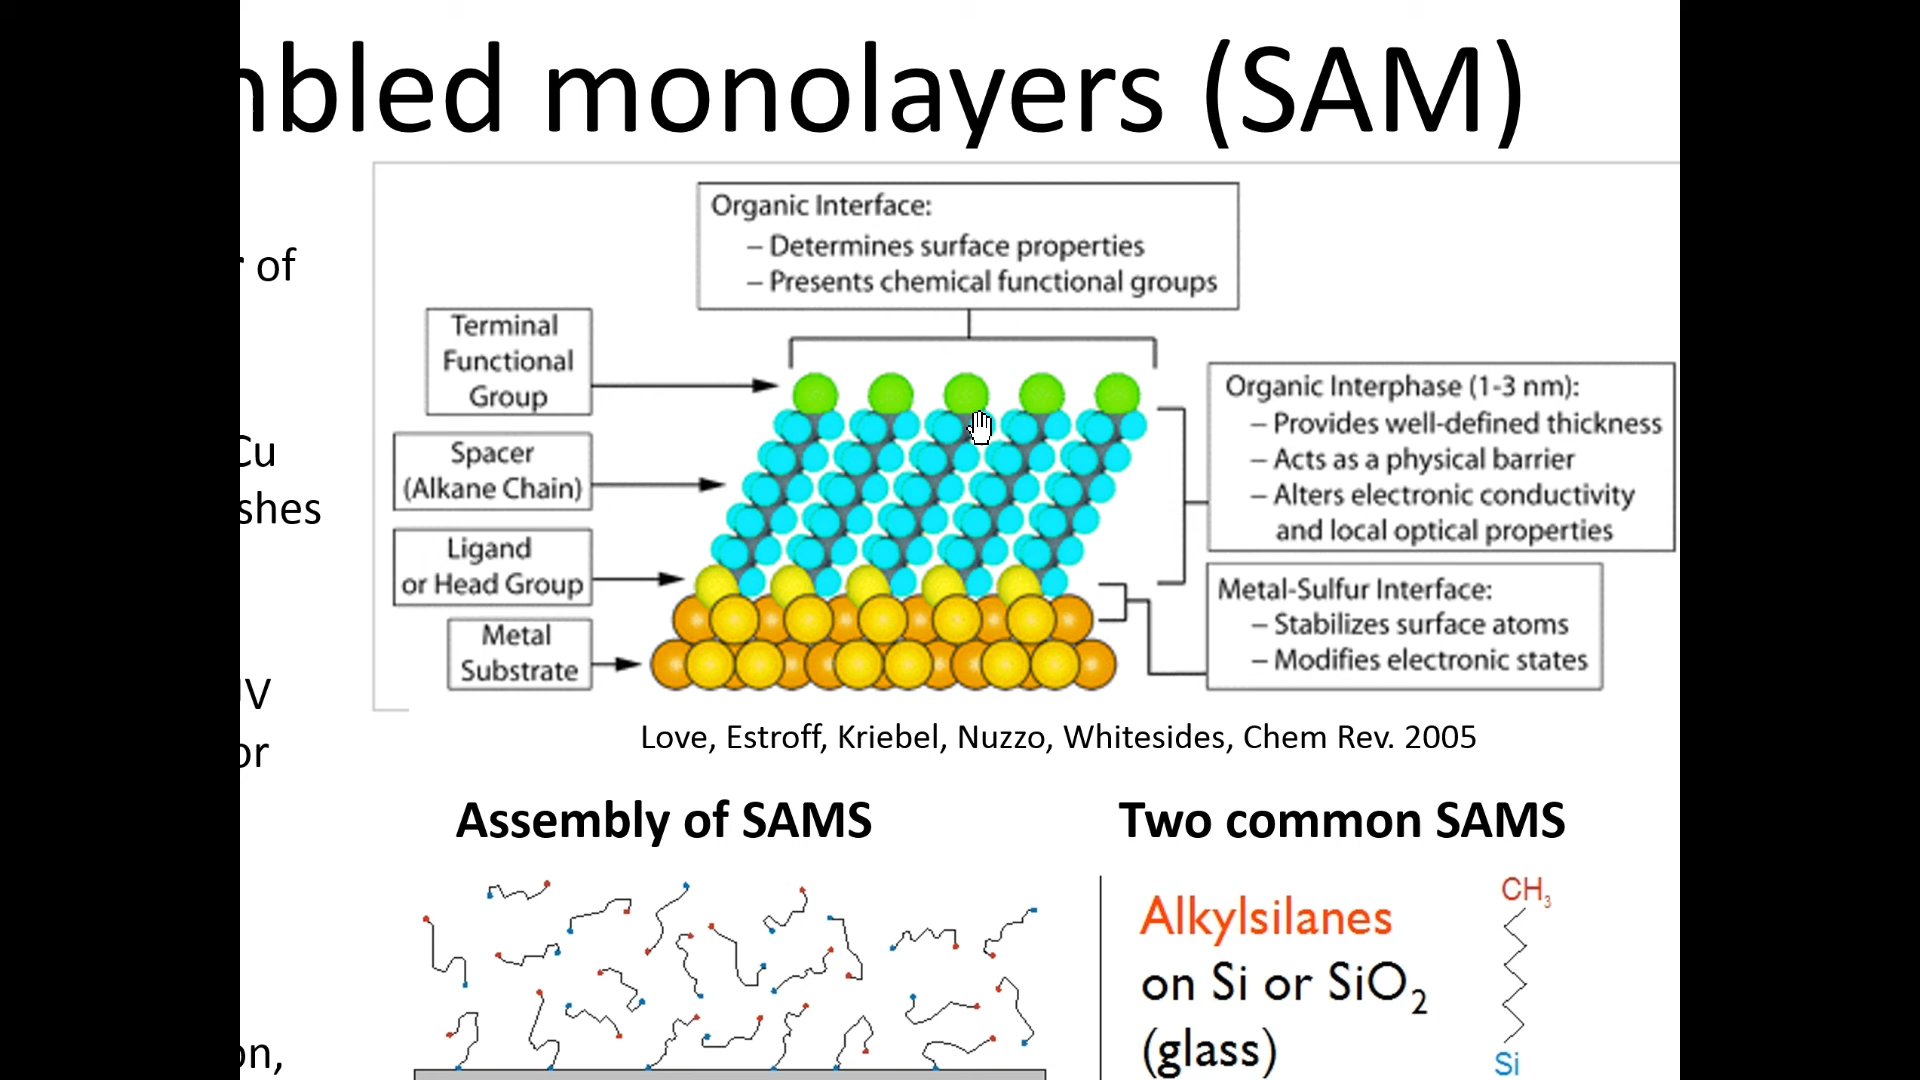 mbled monolayers (SAM)
of
Cu
shes
or
on,
Organic Interface:
– Determines surface properties
– Presents chemical functional groups
Terminal
Functional
Group
Spacer
(Alkane Chain)
Ligand
or Head Group
Metal
Substrate
Organic Interphase (1-3 nm):
– Provides well-defined thickness
– Acts as a physical barrier
– Alters electronic conductivity
and local optical properties
Metal-Sulfur Interface:
– Stabilizes surface atoms
– Modifies electronic states
Love, Estroff, Kriebel, Nuzzo, Whitesides, Chem Rev. 2005
Assembly of SAMS
Two common SAMS
Alkylsilanes
on Si or SiO₂
(glass)
CH₃
Si